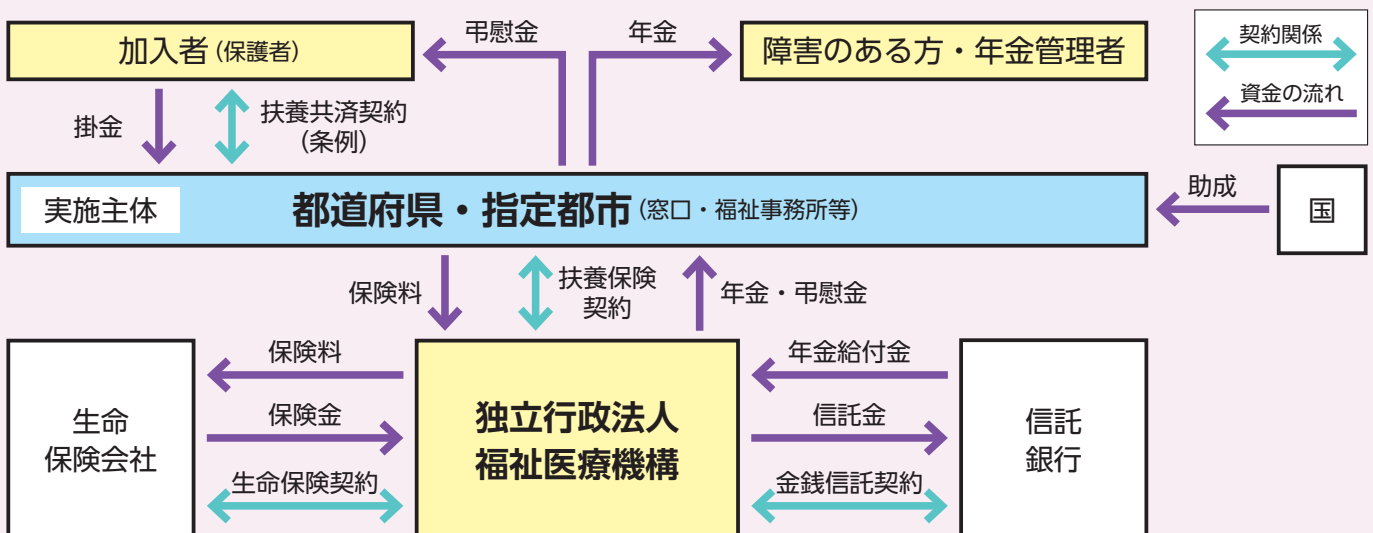 加入者(保護者)
弔慰金
年金
障害のある方・年金管理者
契約関係
資金の流れ
掛金
扶養共済契約
(条例)
実施主体
都道府県・指定都市(窓口・福祉事務所等)
助成
国
保険料
扶養保険
契約
年金・弔慰金
生命
保険会社
保険料
保険金
生命保険契約
独立行政法人
福祉医療機構
年金給付金
信託金
金銭信託契約
信託
銀行